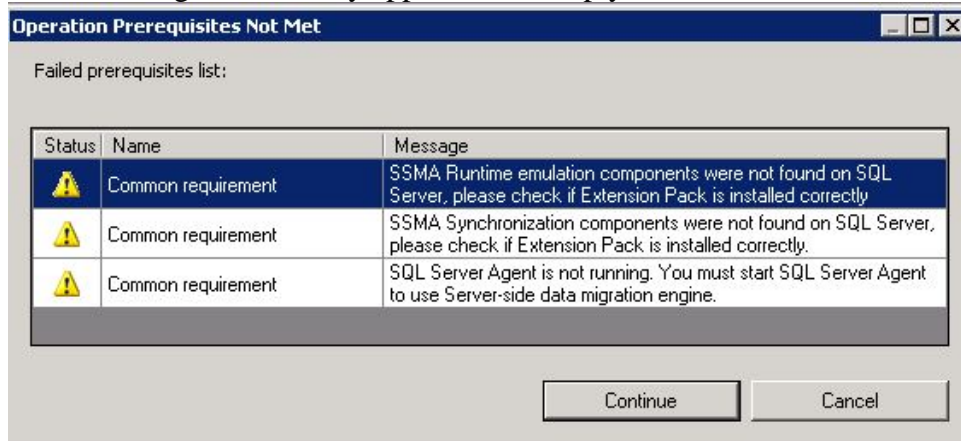 Operation Prerequisites Not Met
Failed prerequisites list:
Status Name Message
Common requirement SSMA Runtime emulation components were not found on SQL
Server, please check if Extension Pack is installed correctly
Common requirement SSMA Synchronization components were not found on SQL Server,
please check if Extension Pack is installed correctly.
Common requirement SQL Server Agent is not running. You must start SQL Server Agent
to use Server-side data migration engine.
Continue Cancel